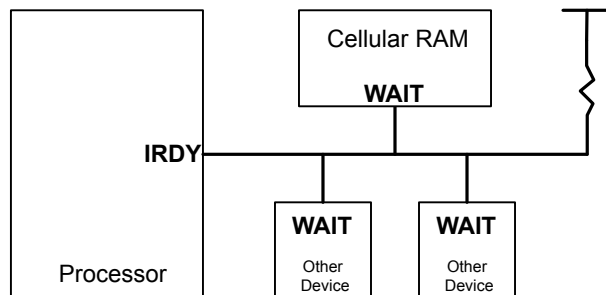 Cellular RAM
WAIT
IRDY
WAIT
Other
Device
WAIT
Other
Device
Processor